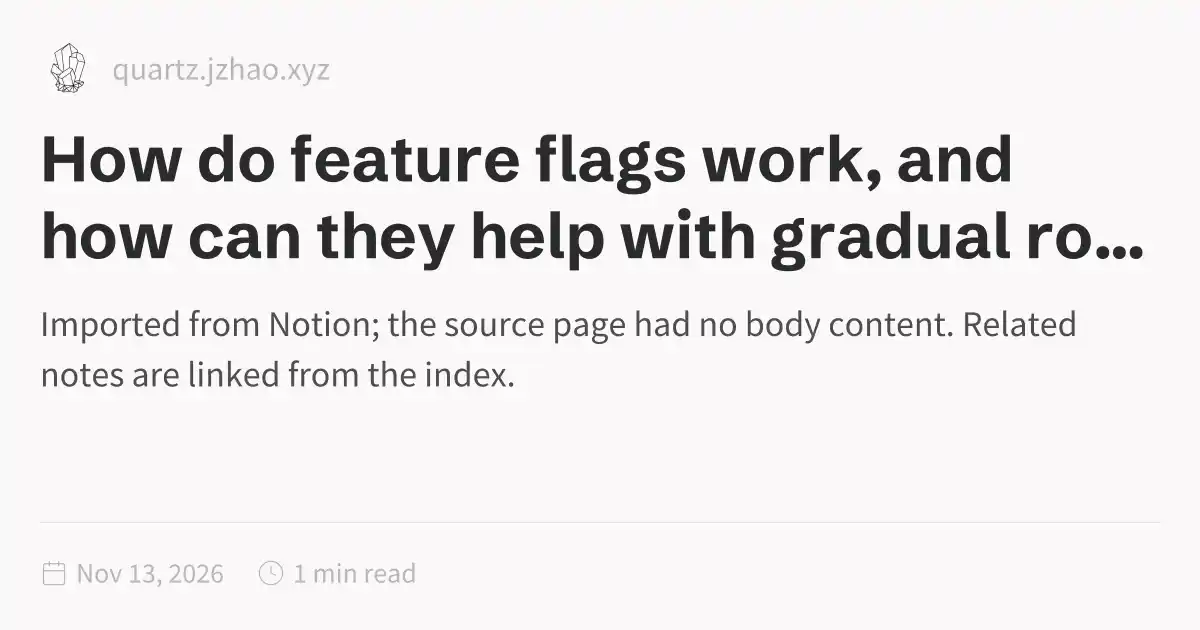 quartz.jzhao.xyz
How do feature flags work, and
how can they help with gradual ro...
Imported from Notion; the source page had no body content. Related
notes are linked from the index.
Nov 13, 2026 1 min read